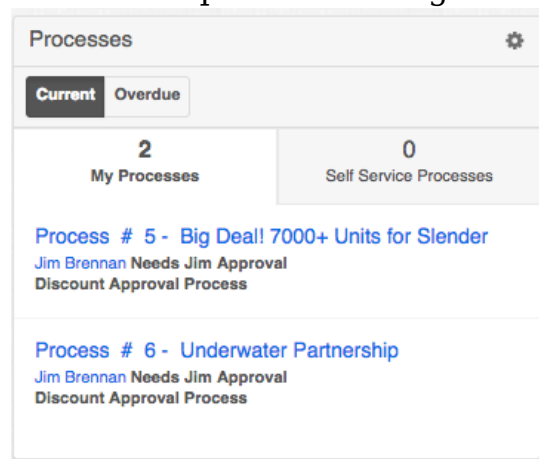 Processes
Current Overdue
2 0
My Processes Self Service Processes
Process # 5 - Big Deal! 7000+ Units for Slender
Jim Brennan Needs Jim Approval
Discount Approval Process
Process # 6 - Underwater Partnership
Jim Brennan Needs Jim Approval
Discount Approval Process